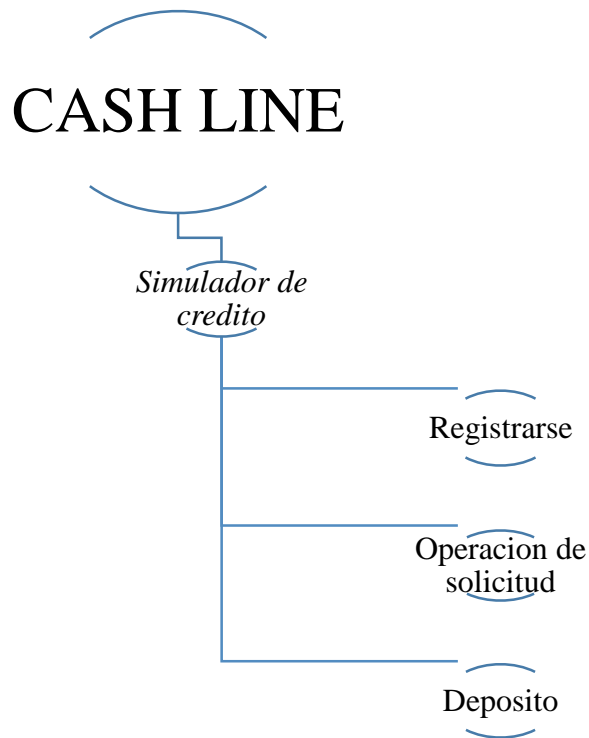 CASH LINE
Simulador de
credito
Registrarse
Operacion de
solicitud
Deposito